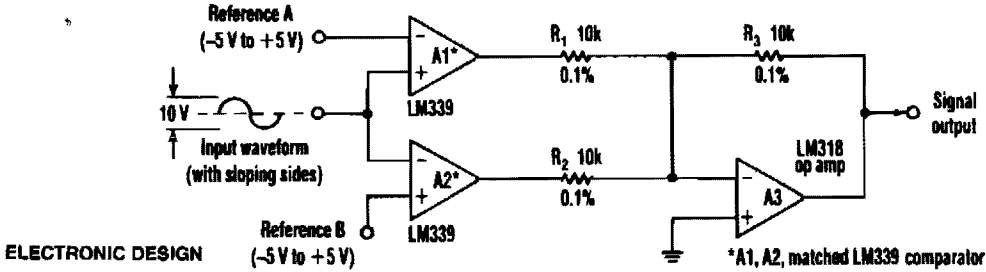 Reference A
(–5 V to +5 V)
A1*
LM339
R1 10k
0.1%
R3 10k
0.1%
10 V
Input waveform
(with sloping sides)
Signal
output
LM318
op amp
A2*
LM339
R2 10k
0.1%
A3
Reference B
(–5 V to +5 V)
ELECTRONIC DESIGN
*A1, A2, matched LM339 comparator